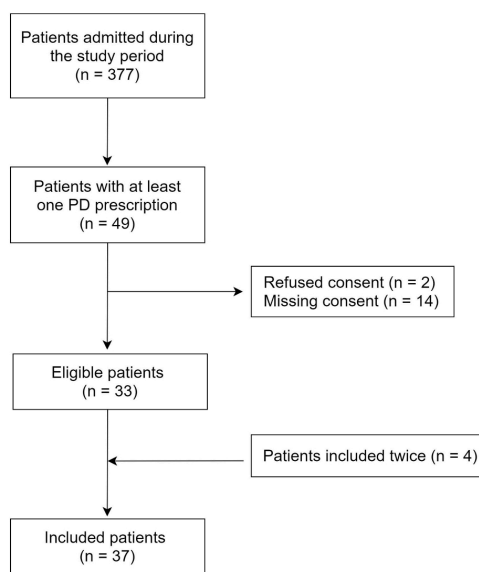 Patients admitted during
the study period
(n = 377)
Patients with at least
one PD prescription
(n = 49)
Refused consent (n = 2)
Missing consent (n = 14)
Eligible patients
(n = 33)
Patients included twice (n = 4)
Included patients
(n = 37)